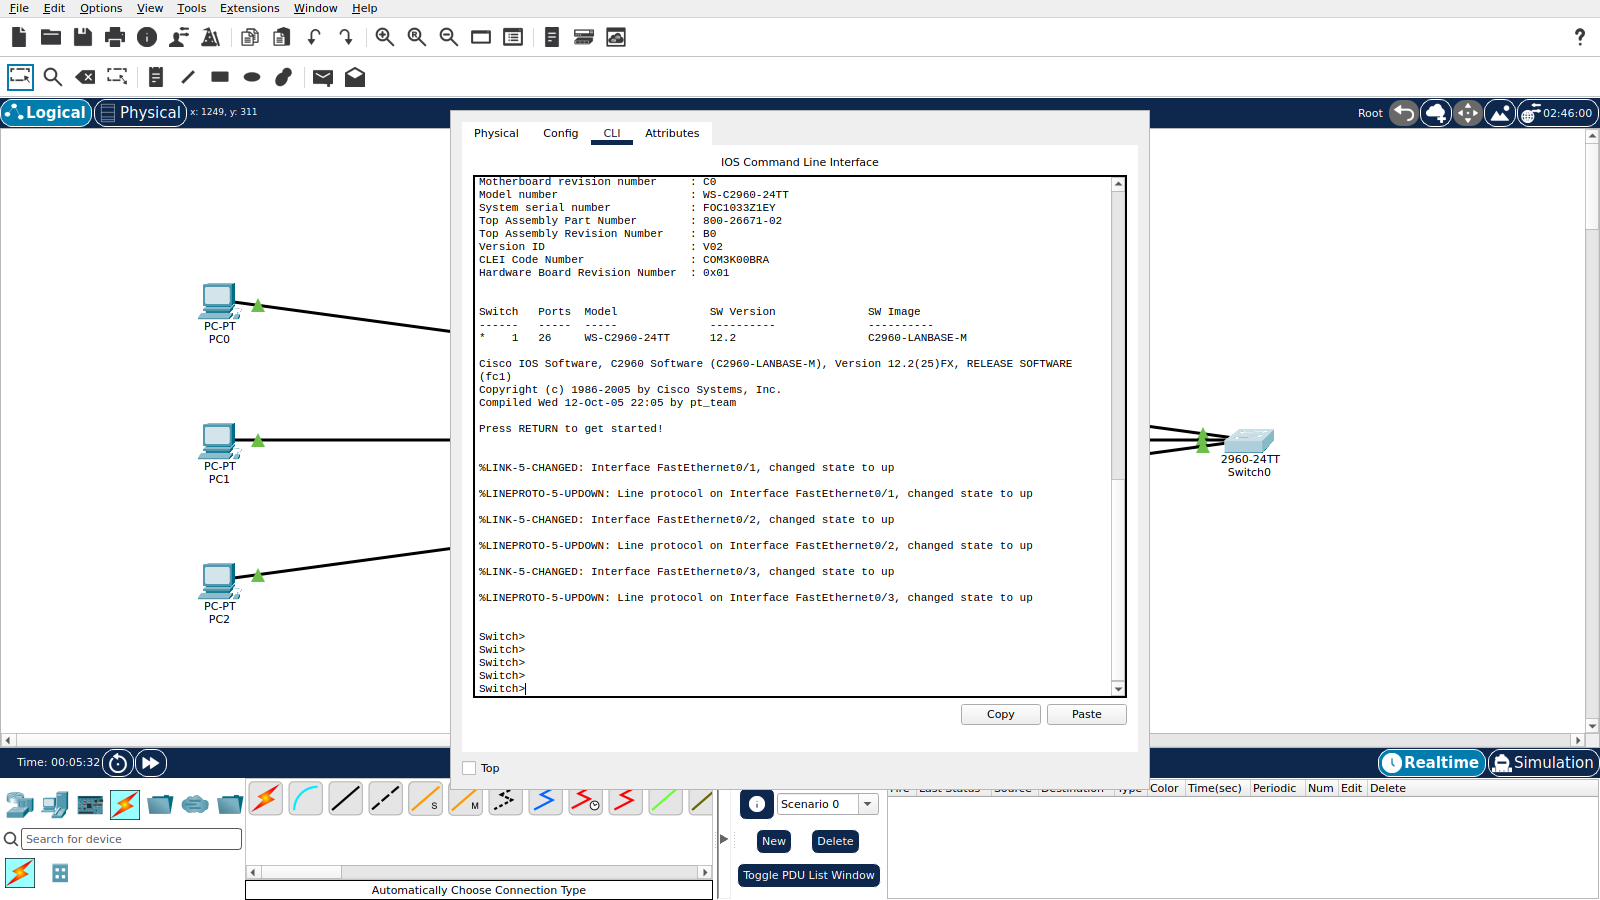 File Edit Options View Tools Extensions Window Help
?
Logical Physical x: 1249, y: 311 Root 02:46:00
Physical Config CLI Attributes
IOS Command Line Interface
Motherboard revision number : C0
Model number : WS-C2960-24TT
System serial number : FOC1033Z1EY
Top Assembly Part Number : 800-26671-02
Top Assembly Revision Number : B0
Version ID : V02
CLEI Code Number : COM3K00BRA
Hardware Board Revision Number : 0x01
Switch Ports Model SW Version SW Image
------ ----- ----- ---------- ----------
* 1 26 WS-C2960-24TT 12.2 C2960-LANBASE-M
Cisco IOS Software, C2960 Software (C2960-LANBASE-M), Version 12.2(25)FX, RELEASE SOFTWARE
(fc1)
Copyright (c) 1986-2005 by Cisco Systems, Inc.
Compiled Wed 12-Oct-05 22:05 by pt_team
Press RETURN to get started!
%LINK-5-CHANGED: Interface FastEthernet0/1, changed state to up
%LINEPROTO-5-UPDOWN: Line protocol on Interface FastEthernet0/1, changed state to up
%LINK-5-CHANGED: Interface FastEthernet0/2, changed state to up
%LINEPROTO-5-UPDOWN: Line protocol on Interface FastEthernet0/2, changed state to up
%LINK-5-CHANGED: Interface FastEthernet0/3, changed state to up
%LINEPROTO-5-UPDOWN: Line protocol on Interface FastEthernet0/3, changed state to up
Switch>
Switch>
Switch>
Switch>
Switch>
Copy Paste
Top
PC-PT
PC0
PC-PT
PC1
PC-PT
PC2
2960-24TT
Switch0
Time: 00:05:32 Realtime Simulation
Search for device
S M
Automatically Choose Connection Type
Scenario 0
New Delete
Toggle PDU List Window
Fire Last Status Source Destination Type Color Time(sec) Periodic Num Edit Delete